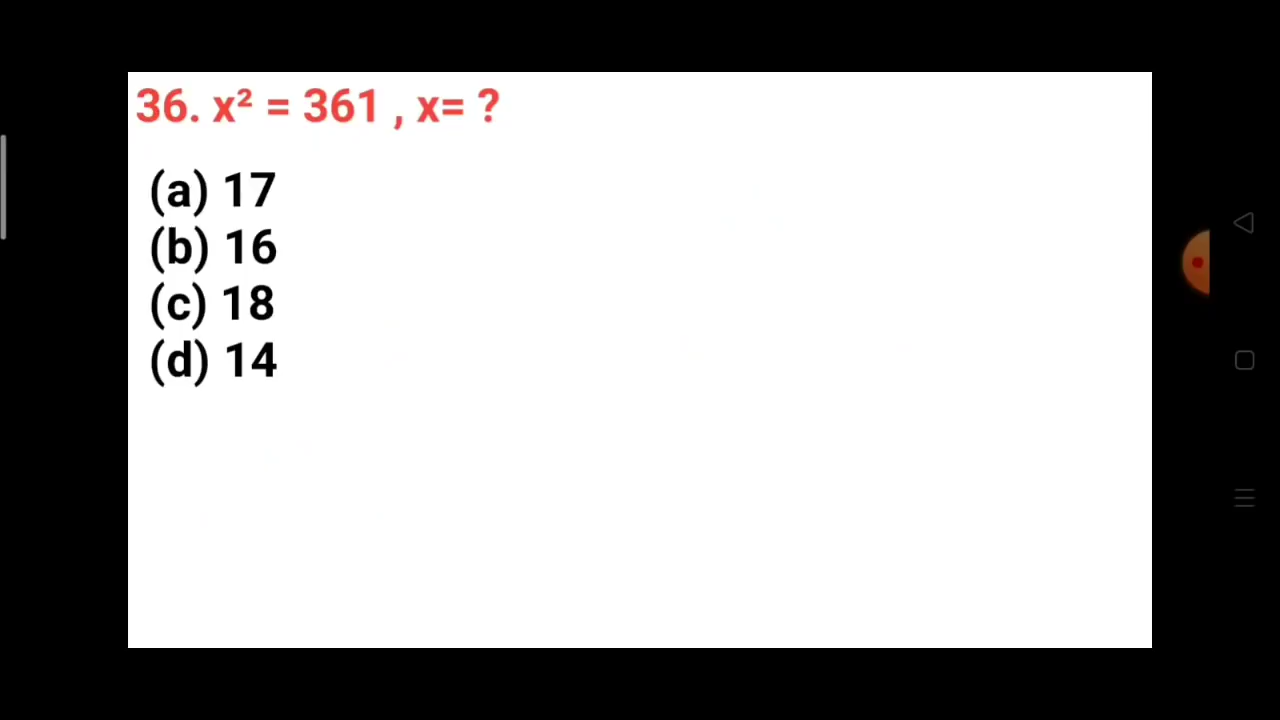 36. x² = 361 , x= ?
(a) 17
(b) 16
(c) 18
(d) 14